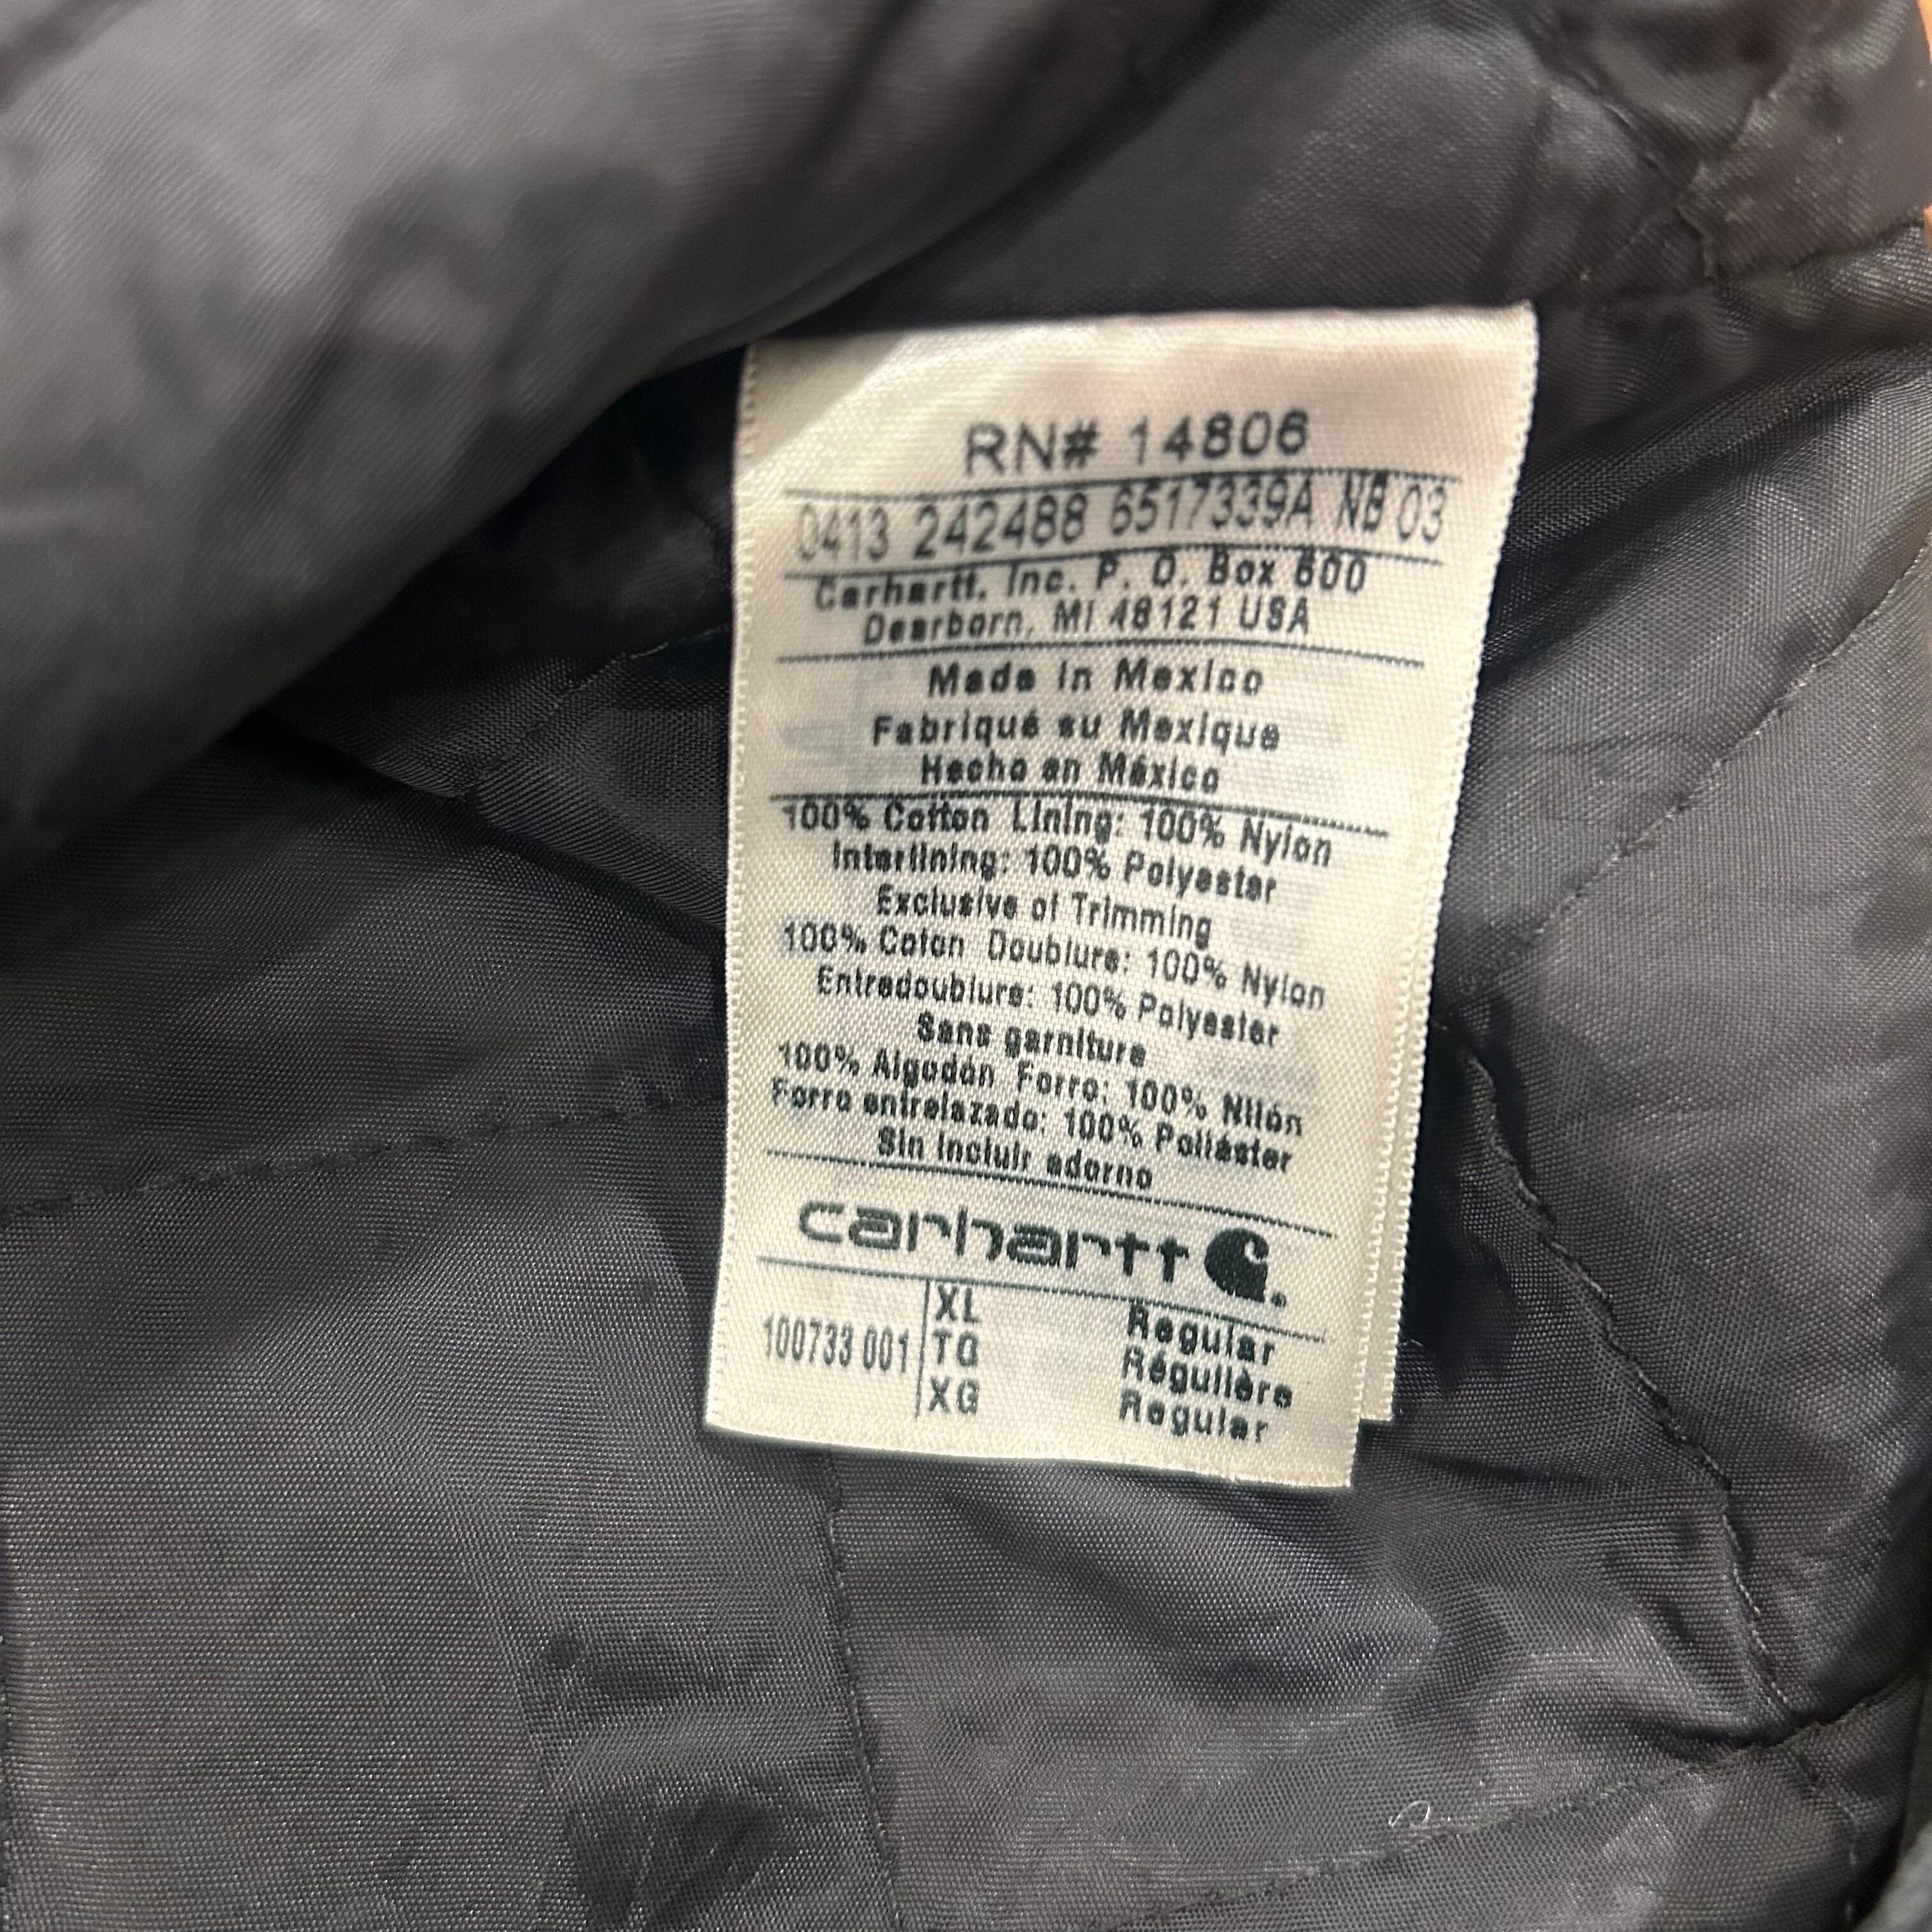 RN# 14806
0413 242488 6517339A NB 03
Carhartt, Inc. P. O. Box 600
Dearborn, MI 48121 USA
Made in Mexico
Fabriqué au Mexique
Hecho en México
100% Cotton Lining: 100% Nylon
Interlining: 100% Polyester
Exclusive of Trimming
100% Coton Doublure: 100% Nylon
Entredoublure: 100% Polyester
Sans garniture
100% Algodón Forro: 100% Nilón
Forro entrelazado: 100% Poliéster
Sin incluir adorno
carhartt
100733 001
XL Regular
TG Régulière
XG Regular